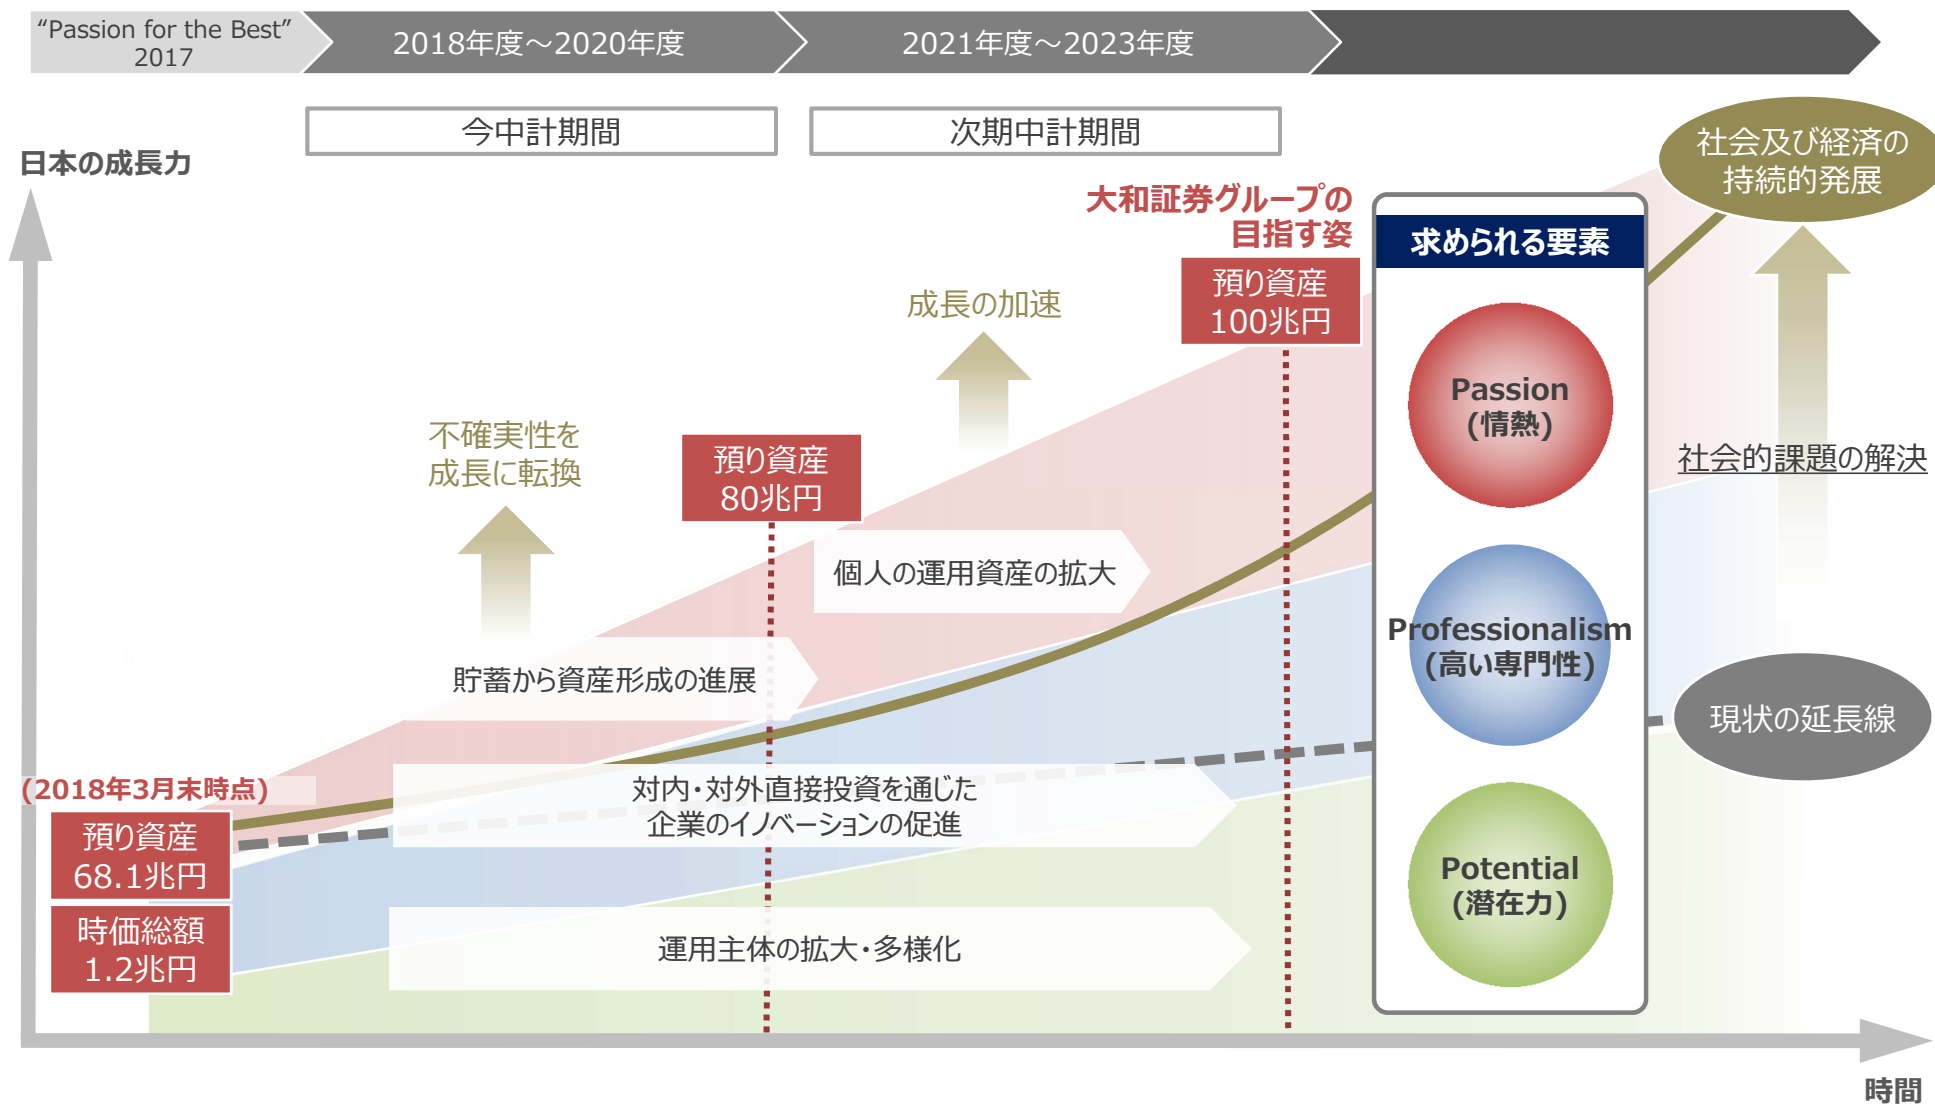 “Passion for the Best”
2017
2018年度～2020年度
2021年度～2023年度
今中計期間
次期中計期間
日本の成長力
社会及び経済の
持続的発展
大和証券グループの
目指す姿
求められる要素
預り資産
100兆円
成長の加速
Passion
(情熱)
不確実性を
成長に転換
預り資産
80兆円
社会的課題の解決
個人の運用資産の拡大
Professionalism
(高い専門性)
貯蓄から資産形成の進展
現状の延長線
(2018年3月末時点)
対内・対外直接投資を通じた
企業のイノベーションの促進
預り資産
68.1兆円
Potential
(潜在力)
時価総額
1.2兆円
運用主体の拡大・多様化
時間